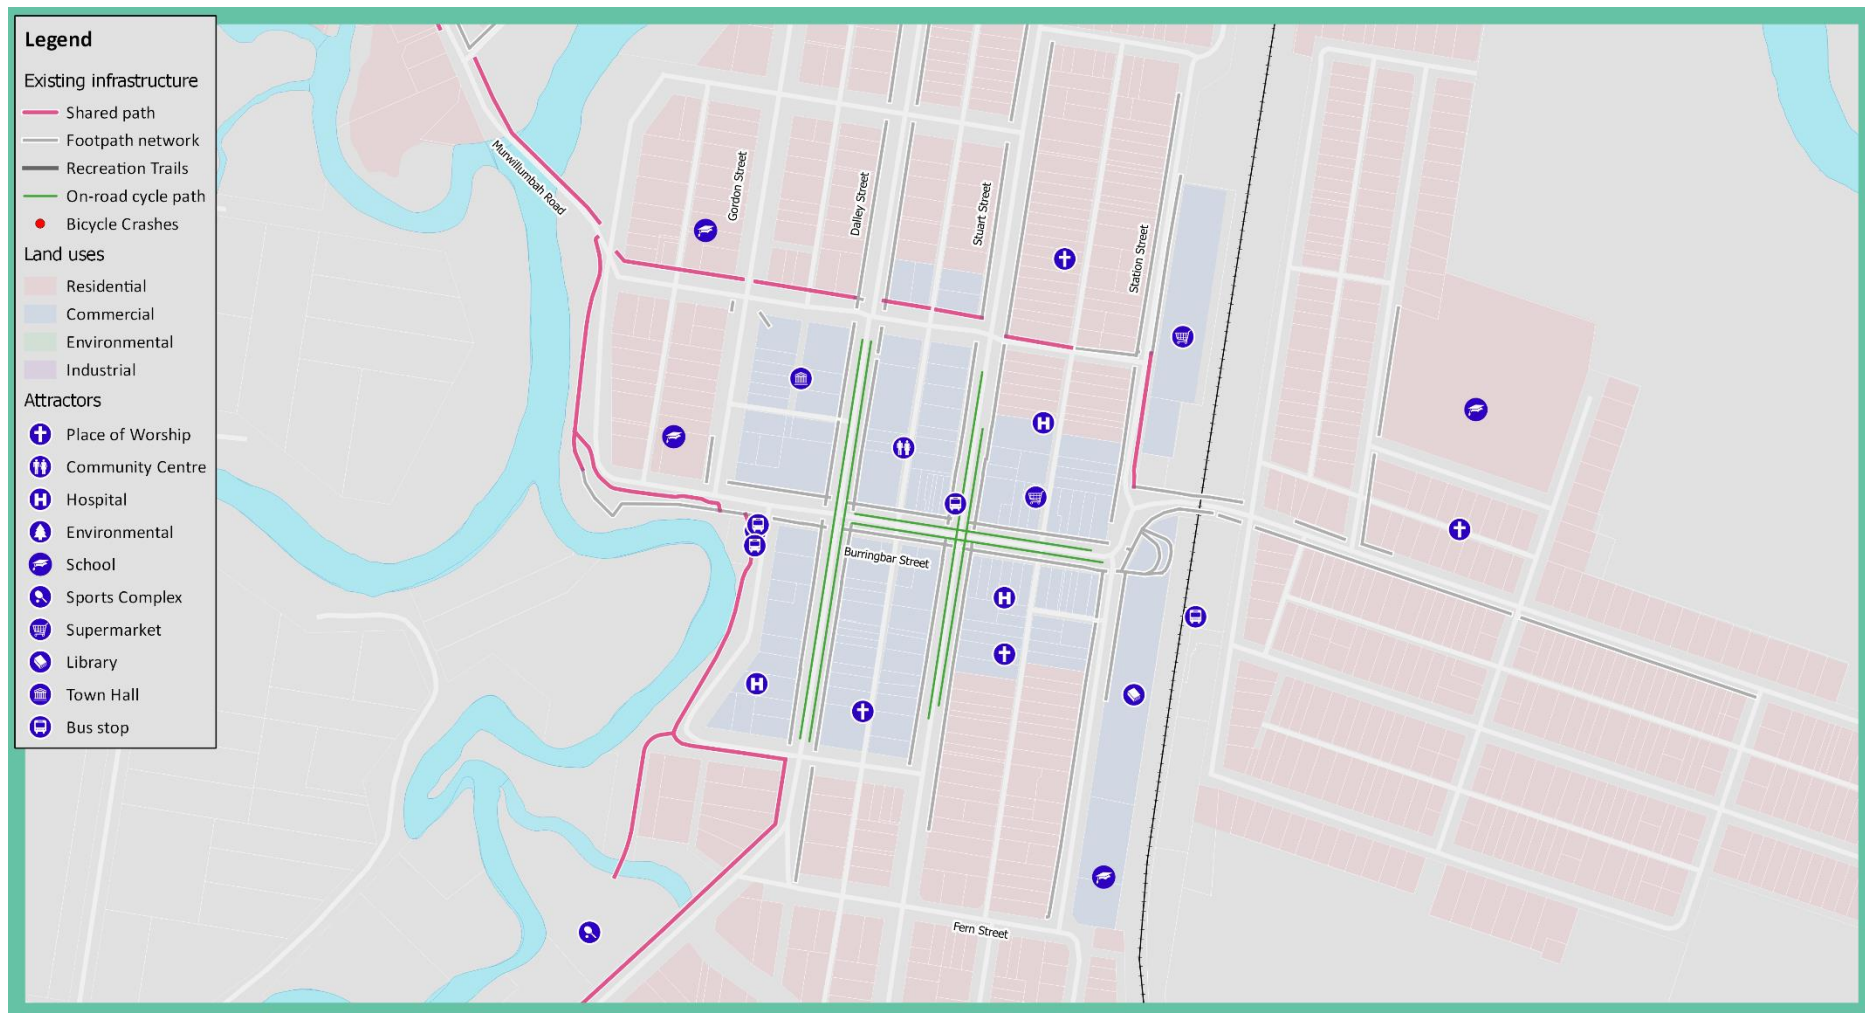 Legend
Existing infrastructure
Shared path
Footpath network
Recreation Trails
On-road cycle path
Bicycle Crashes
Land uses
Residential
Commercial
Environmental
Industrial
Attractors
Place of Worship
Community Centre
H Hospital
Environmental
School
Sports Complex
Supermarket
Library
Town Hall
Bus stop
Murwillumbah Road
Gordon Street
Dalley Street
Stuart Street
Station Street
H
Burringbar Street
H
H
Fern Street